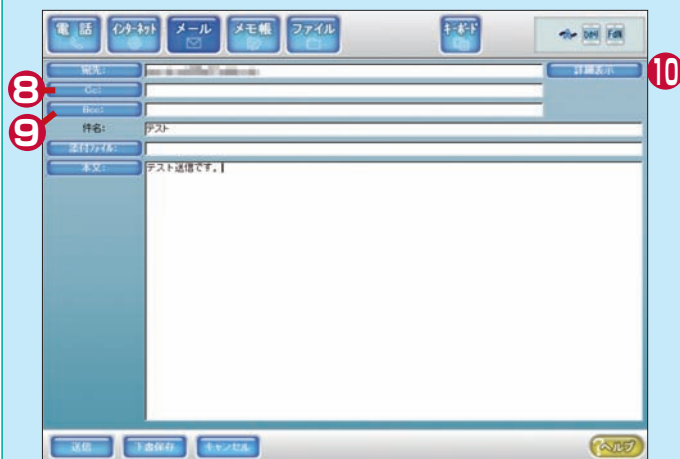 電話 インターネット メール メモ帳 ファイル キーボード
宛先: 詳細表示 10
8 Cc:
9 Bcc:
件名: テスト
添付ファイル:
本文: テスト送信です。
送信 下書保存 キャンセル ヘルプ